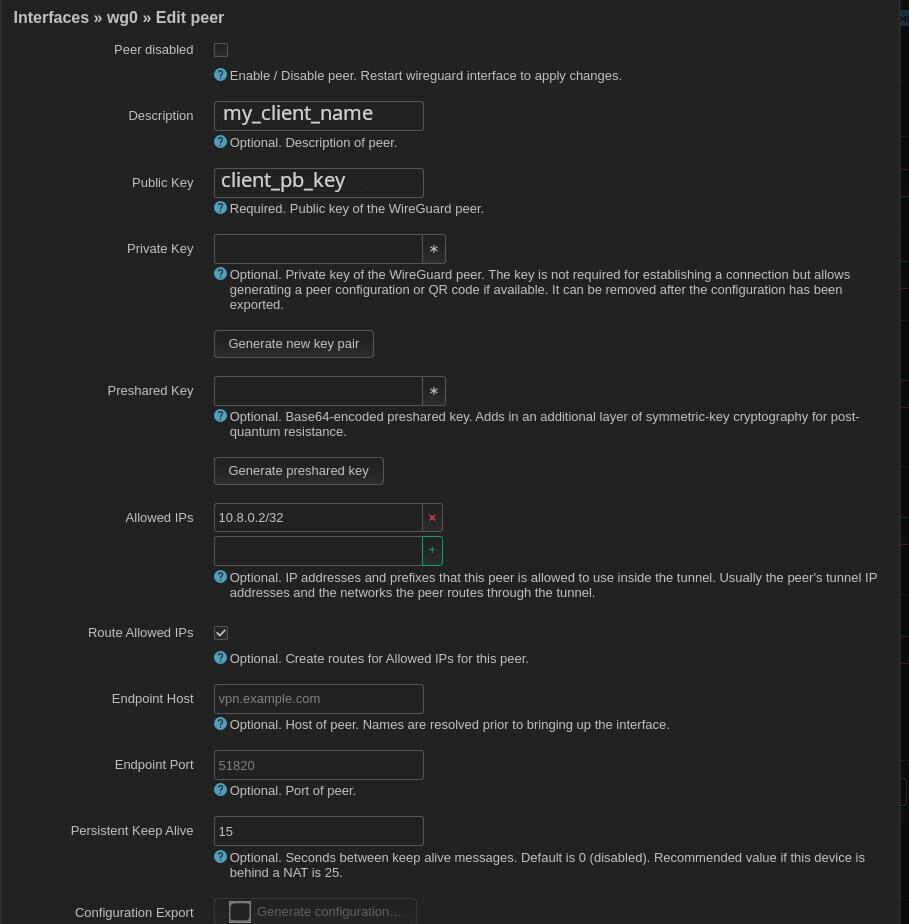 Interfaces » wg0 » Edit peer
Peer disabled
Enable / Disable peer. Restart wireguard interface to apply changes.
Description
my_client_name
Optional. Description of peer.
Public Key
client_pb_key
Required. Public key of the WireGuard peer.
Private Key
*
Optional. Private key of the WireGuard peer. The key is not required for establishing a connection but allows
generating a peer configuration or QR code if available. It can be removed after the configuration has been
exported.
Generate new key pair
Preshared Key
*
Optional. Base64-encoded preshared key. Adds in an additional layer of symmetric-key cryptography for post-
quantum resistance.
Generate preshared key
Allowed IPs
10.8.0.2/32
×
+
Optional. IP addresses and prefixes that this peer is allowed to use inside the tunnel. Usually the peer's tunnel IP
addresses and the networks the peer routes through the tunnel.
Route Allowed IPs
Optional. Create routes for Allowed IPs for this peer.
Endpoint Host
vpn.example.com
Optional. Host of peer. Names are resolved prior to bringing up the interface.
Endpoint Port
51820
Optional. Port of peer.
Persistent Keep Alive
15
Optional. Seconds between keep alive messages. Default is 0 (disabled). Recommended value if this device is
behind a NAT is 25.
Configuration Export
Generate configuration…